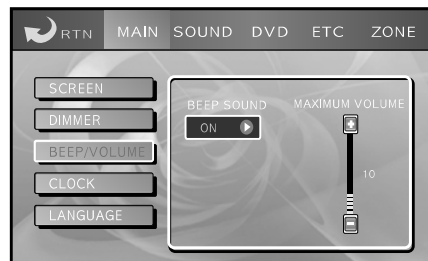 RTN MAIN SOUND DVD ETC ZONE
SCREEN
DIMMER
BEEP/VOLUME
CLOCK
LANGUAGE
BEEP SOUND
ON
MAXIMUM VOLUME
10